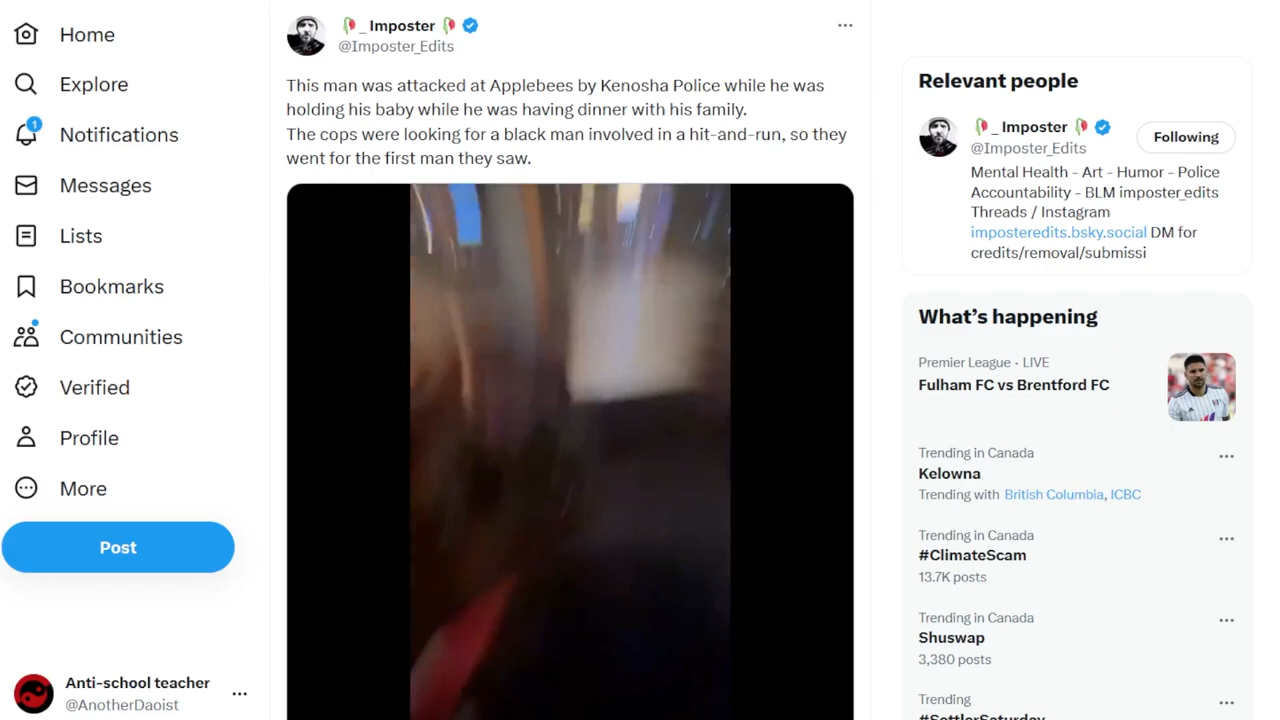 Home
Explore
1
Notifications
Messages
Lists
Bookmarks
Communities
Verified
Profile
More
Post
Anti-school teacher
@AnotherDaoist
_ Imposter
@Imposter_Edits
This man was attacked at Applebees by Kenosha Police while he was
holding his baby while he was having dinner with his family.
The cops were looking for a black man involved in a hit-and-run, so they
went for the first man they saw.
Relevant people
_ Imposter
@Imposter_Edits
Following
Mental Health - Art - Humor - Police
Accountability - BLM imposter_edits
Threads / Instagram
imposteredits.bsky.social DM for
credits/removal/submissi
What's happening
Premier League · LIVE
Fulham FC vs Brentford FC
Trending in Canada
Kelowna
Trending with British Columbia, ICBC
Trending in Canada
#ClimateScam
13.7K posts
Trending in Canada
Shuswap
3,380 posts
Trending
#SettlerSaturday